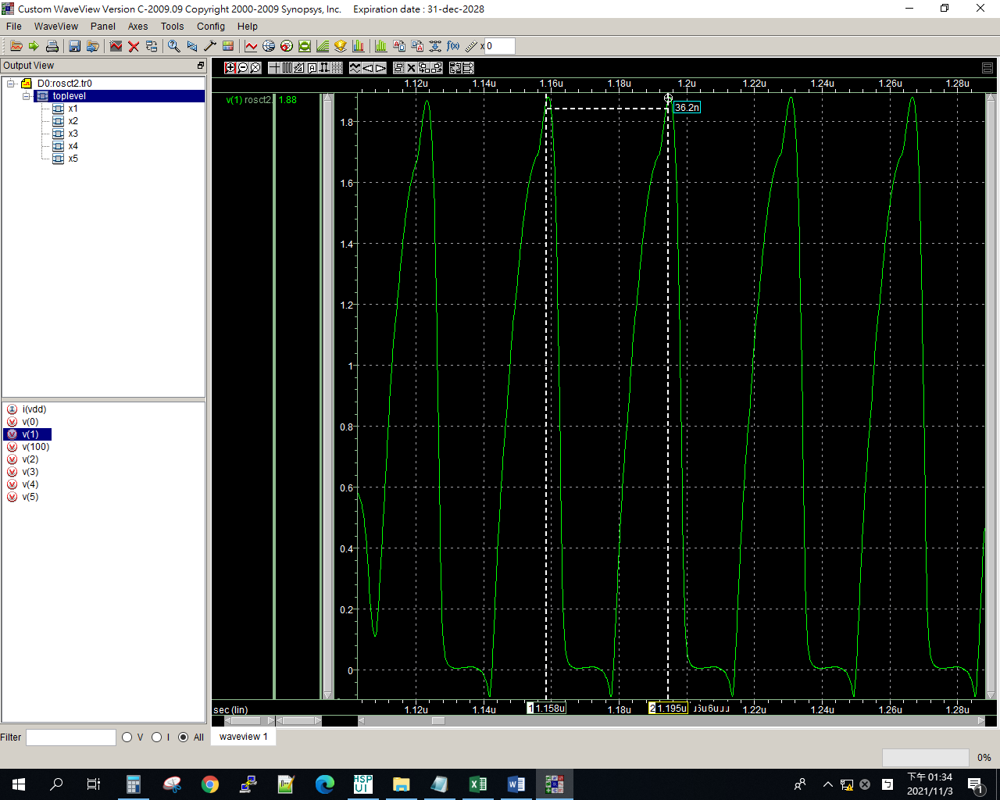 Custom WaveView Version C-2009.09 Copyright 2000-2009 Synopsys, Inc. Expiration date : 31-dec-2028
File WaveView Panel Axes Tools Config Help
f(x) x 0
Output View
D0:rosct2.tr0
toplevel
x1
x2
x3
x4
x5
i(vdd)
v(0)
v(1)
v(100)
v(2)
v(3)
v(4)
v(5)
1.12u 1.14u 1.16u 1.18u 1.2u 1.22u 1.24u 1.26u 1.28u
v(1) rosct2. 1.88
36.2n
1.8
1.6
1.4
1.2
1
0.8
0.6
0.4
0.2
0
sec (lin) 1.12u 1.14u 1 1.158u 1.18u 2 1.195u 1.22u 1.24u 1.26u 1.28u
Filter V I All
waveview 1
0%
HSP UI
下午 01:34
2021/11/3
1